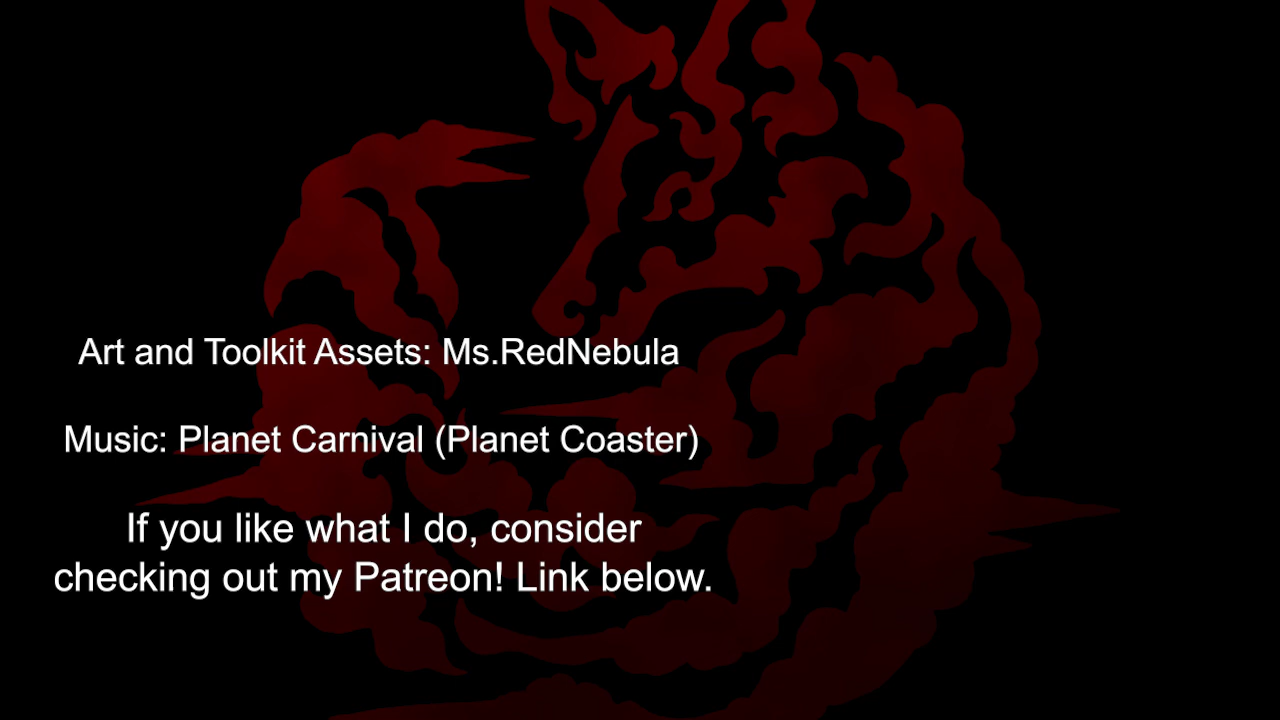 Art and Toolkit Assets: Ms.RedNebula
Music: Planet Carnival (Planet Coaster)
If you like what I do, consider
checking out my Patreon! Link below.